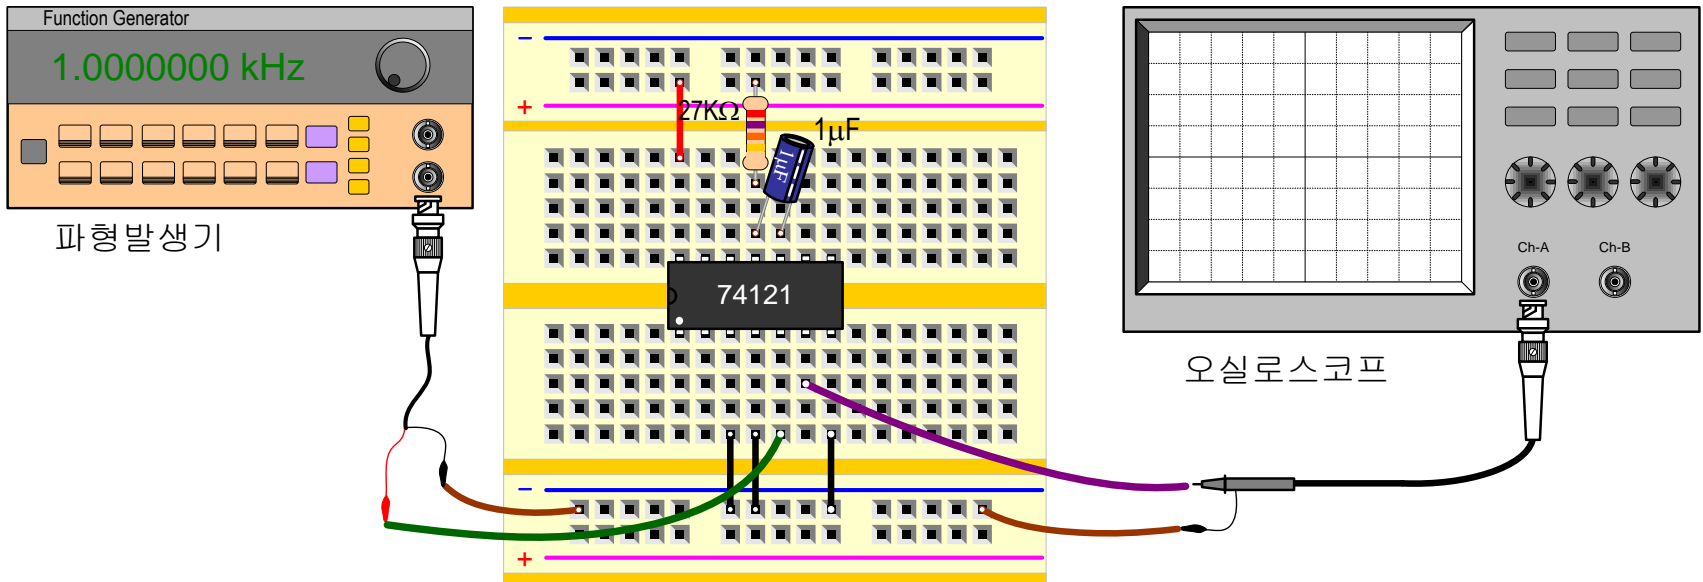 Function Generator
1.0000000 kHz
파형발생기
−
+
27KΩ
1μF
1μF
74121
−
+
Ch-A
Ch-B
오실로스코프